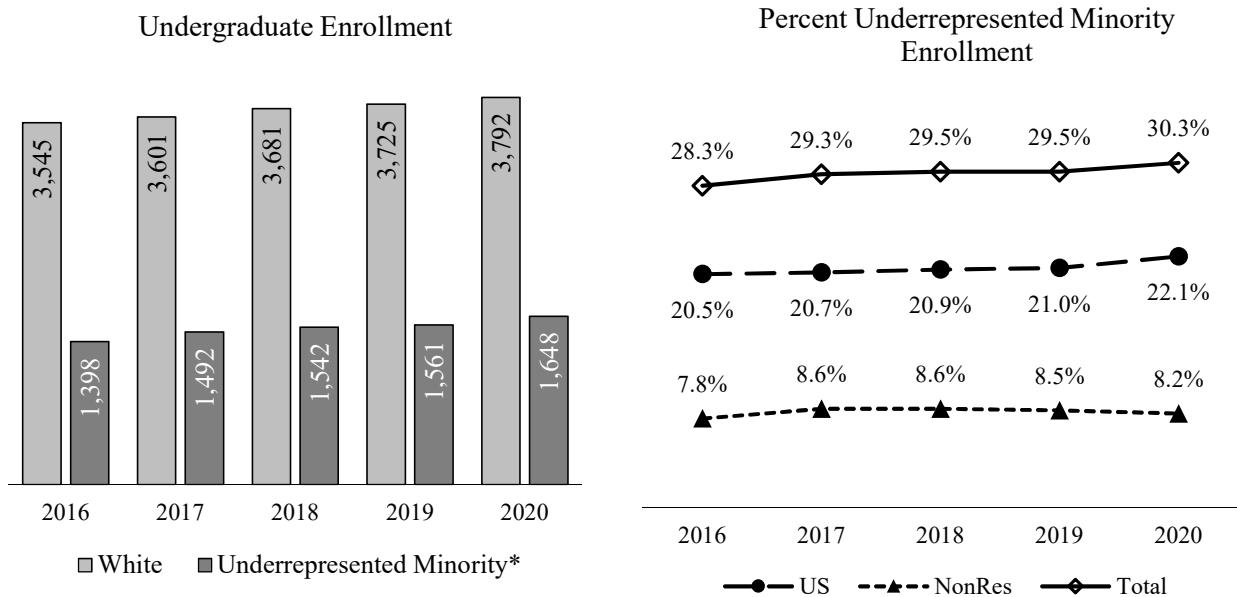 Undergraduate Enrollment
3,545
1,398
3,601
1,492
3,681
1,542
3,725
1,561
3,792
1,648
2016 2017 2018 2019 2020
White Underrepresented Minority*
Percent Underrepresented Minority
Enrollment
28.3% 29.3% 29.5% 29.5% 30.3%
20.5% 20.7% 20.9% 21.0% 22.1%
7.8% 8.6% 8.6% 8.5% 8.2%
2016 2017 2018 2019 2020
US NonRes Total